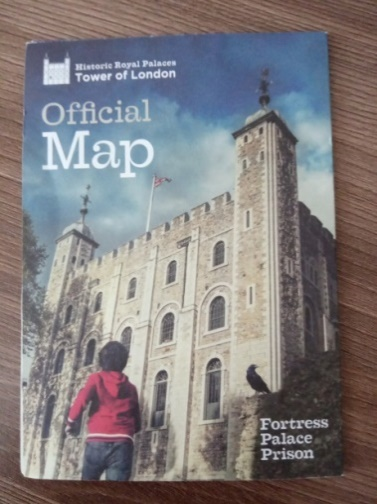 Historic Royal Palaces
Tower of London
Official
Map
Fortress
Palace
Prison